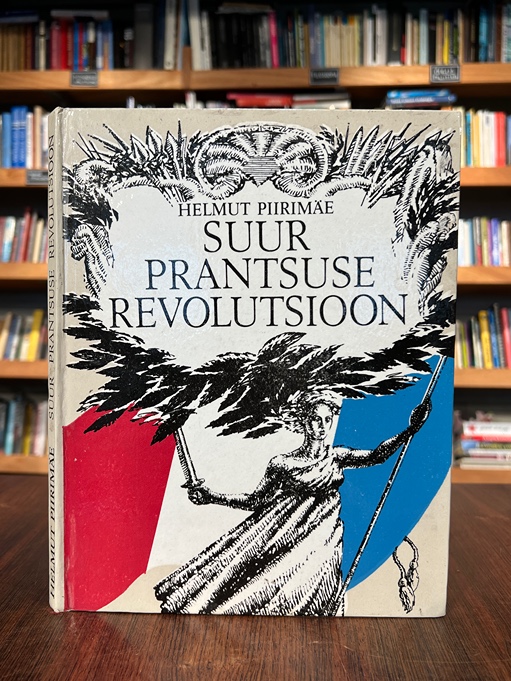 HELMUT PIIRIMÄE
SUUR
PRANTSUSE
REVOLUTSIOON
HELMUT PIIRIMÄE SUUR PRANTSUSE REVOLUTSIOON